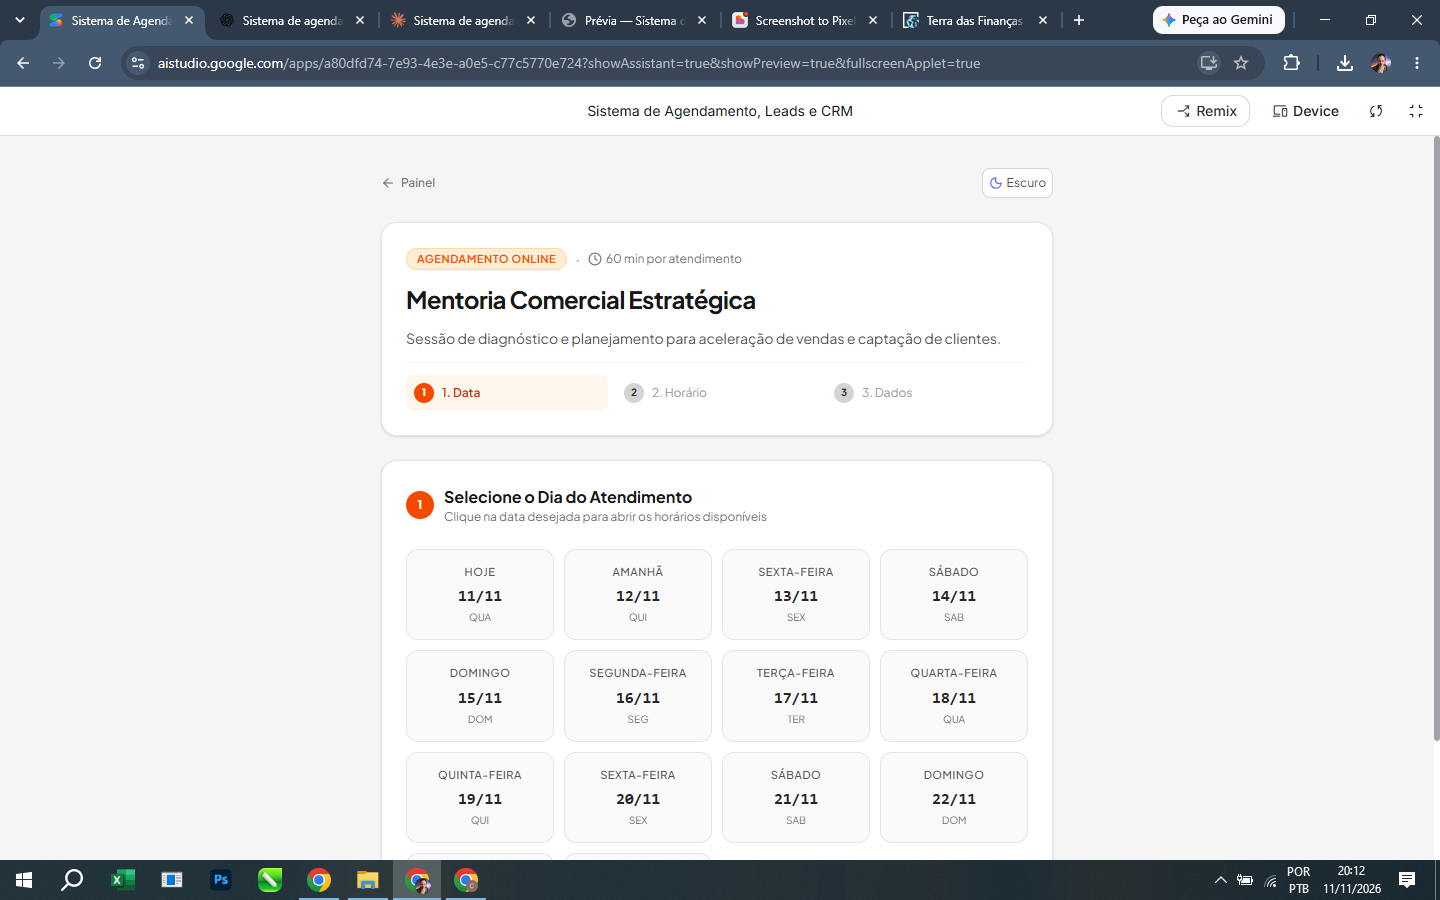 Sistema de Agenda
Sistema de agenda
Sistema de agenda
Prévia — Sistema
Screenshot to Pixel
Terra das Finanças
Peça ao Gemini
aistudio.google.com/apps/a80dfd74-7e93-4e3e-a0e5-c77c5770e724?showAssistant=true&showPreview=true&fullscreenApplet=true
Sistema de Agendamento, Leads e CRM
Remix
Device
Painel
Escuro
AGENDAMENTO ONLINE · 60 min por atendimento
Mentoria Comercial Estratégica
Sessão de diagnóstico e planejamento para aceleração de vendas e captação de clientes.
1 1. Data
2 2. Horário
3 3. Dados
1 Selecione o Dia do Atendimento
Clique na data desejada para abrir os horários disponíveis
HOJE
11/11
QUA
AMANHÃ
12/11
QUI
SEXTA-FEIRA
13/11
SEX
SÁBADO
14/11
SAB
DOMINGO
15/11
DOM
SEGUNDA-FEIRA
16/11
SEG
TERÇA-FEIRA
17/11
TER
QUARTA-FEIRA
18/11
QUA
QUINTA-FEIRA
19/11
QUI
SEXTA-FEIRA
20/11
SEX
SÁBADO
21/11
SAB
DOMINGO
22/11
DOM
Ps
POR
PTB
20:12
11/11/2026